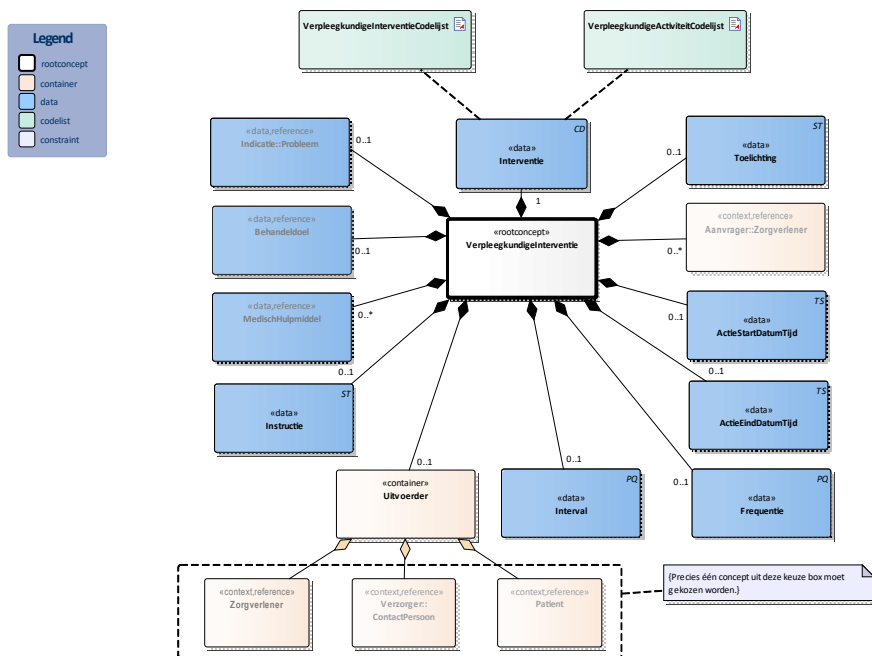 Legend
rootconcept
container
data
codelist
constraint
VerpleegkundigeInterventieCodelijst
VerpleegkundigeActiviteitCodelijst
«data,reference»
Indicatie::Probleem
0..1
CD
«data»
Interventie
1
ST
«data»
Toelichting
0..1
«data,reference»
Behandeldoel
0..1
«rootconcept»
VerpleegkundigeInterventie
«context,reference»
Aanvrager::Zorgverlener
0..*
«data,reference»
MedischHulpmiddel
0..*
TS
«data»
ActieStartDatumTijd
0..1
ST
«data»
Instructie
0..1
TS
«data»
ActieEindDatumTijd
0..1
«container»
Uitvoerder
0..1
PQ
«data»
Interval
0..1
PQ
«data»
Frequentie
0..1
«context,reference»
Zorgverlener
«context,reference»
Verzorger::
ContactPersoon
«context,reference»
Patient
{Precies één concept uit deze keuze box moet
gekozen worden.}